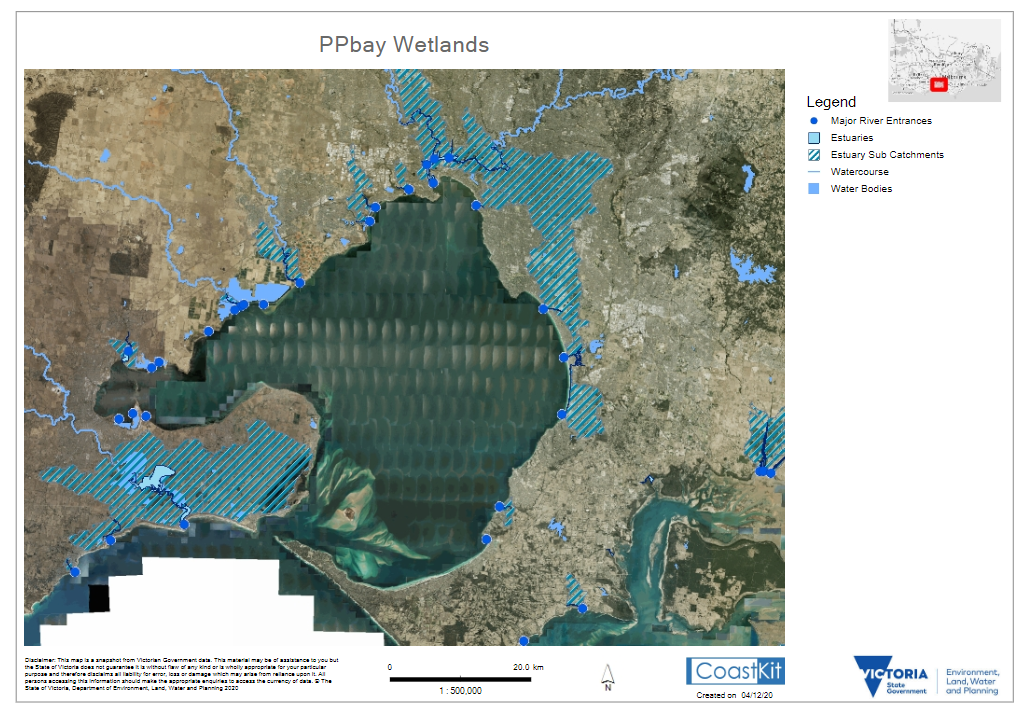 PPbay Wetlands
Legend
Major River Entrances
Estuaries
Estuary Sub Catchments
Watercourse
Water Bodies
Disclaimer: This map is a snapshot from Victorian Government data. This material may be of assistance to you but
the State of Victoria does not guarantee it is without flaw of any kind or is wholly appropriate for your particular
purpose and therefore disclaims all liability for error, loss or damage which may arise from reliance upon it. All
persons accessing this information should make the appropriate enquiries to access the currency of data. © The
State of Victoria, Department of Environment, Land, Water and Planning 2020
0 20.0 km
1 : 500,000
N
CoastKit
Created on 04/12/20
VICTORIA
State
Government
Environment,
Land, Water
and Planning